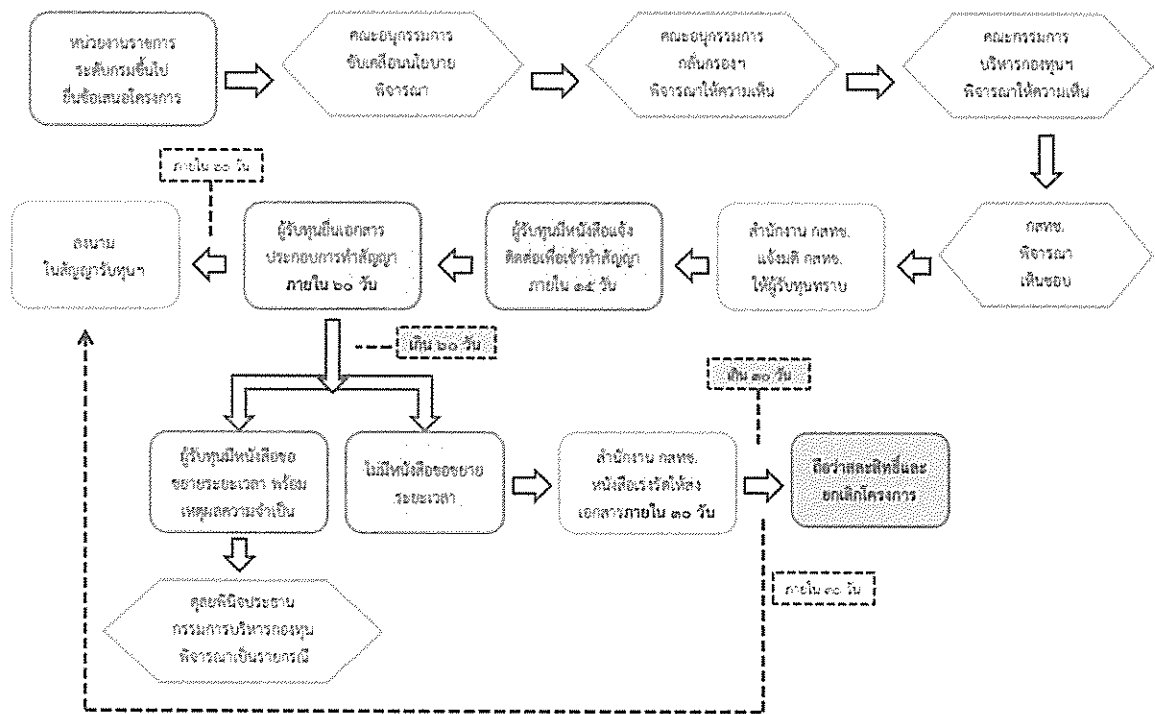 หน่วยงานราชการ
ระดับกรมขึ้นไป
ยื่นข้อเสนอโครงการ
คณะอนุกรรมการ
ขับเคลื่อนนโยบาย
พิจารณา
คณะอนุกรรมการ
กลั่นกรองฯ
พิจารณาให้ความเห็น
คณะกรรมการ
บริหารกองทุนฯ
พิจารณาให้ความเห็น
กสทช.
พิจารณา
เห็นชอบ
สำนักงาน กสทช.
แจ้งมติ กสทช.
ให้ผู้รับทุนทราบ
ผู้รับทุนมีหนังสือแจ้ง
ติดต่อเพื่อเข้าทำสัญญา
ภายใน ๑๕ วัน
ผู้รับทุนยื่นเอกสาร
ประกอบการทำสัญญา
ภายใน ๖๐ วัน
ภายใน วัน
ลงนาม
ในสัญญารับทุนฯ
เกิน ๖๐ วัน
ผู้รับทุนมีหนังสือขอ
ขยายระยะเวลา พร้อม
เหตุผลความจำเป็น
ไม่มีหนังสือขอขยาย
ระยะเวลา
สำนักงาน กสทช.
หนังสือเร่งรัดให้ส่ง
เอกสารภายใน ๓๐ วัน
เกิน ๓๐ วัน
ถือว่าสละสิทธิ์และ
ยกเลิกโครงการ
ภายใน ๓๐ วัน
ดุลยพินิจประธาน
กรรมการบริหารกองทุน
พิจารณาเป็นรายกรณี